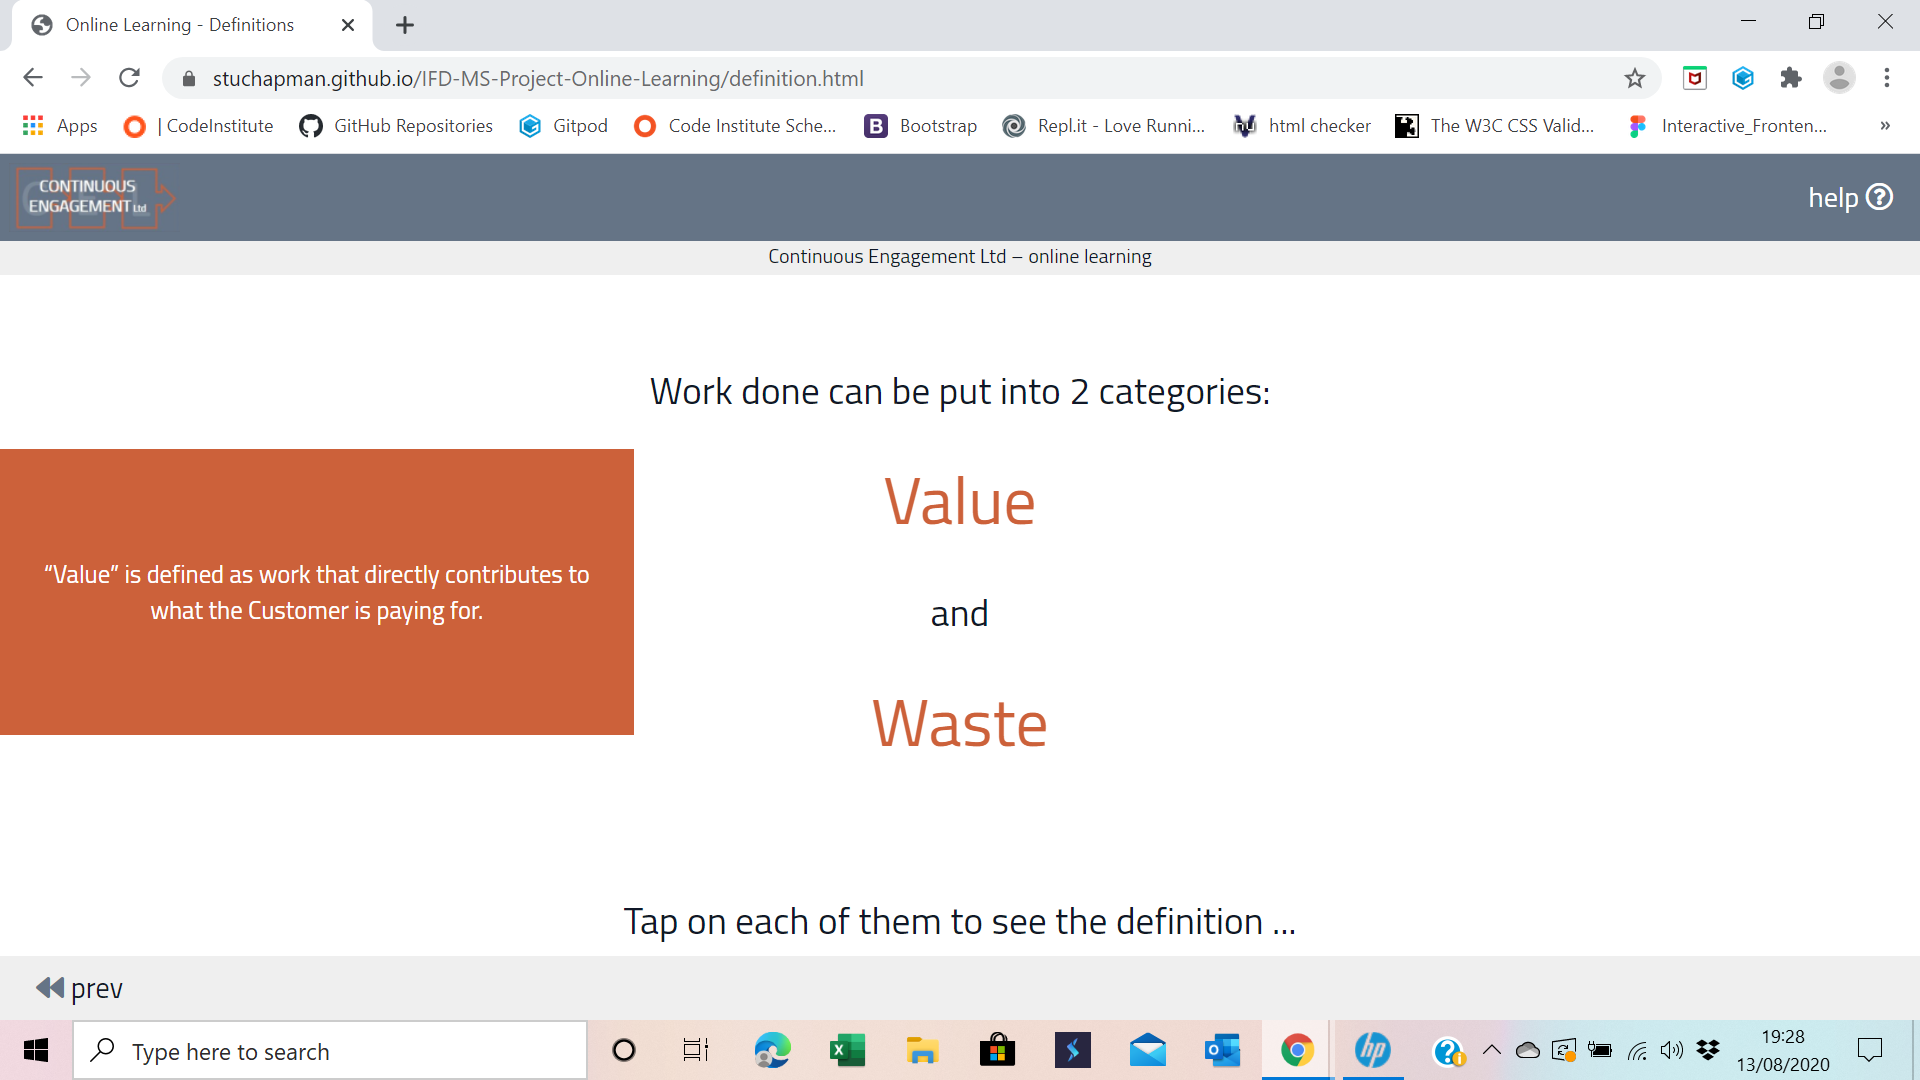 Online Learning - Definitions
stuchapman.github.io/IFD-MS-Project-Online-Learning/definition.html
Apps | CodeInstitute GitHub Repositories Gitpod Code Institute Sche... B Bootstrap Repl.it - Love Runni... html checker The W3C CSS Valid... Interactive_Fronten... »
CONTINUOUS
ENGAGEMENT Ltd
help ?
Continuous Engagement Ltd – online learning
Work done can be put into 2 categories:
Value
“Value” is defined as work that directly contributes to
what the Customer is paying for.
and
Waste
Tap on each of them to see the definition ...
prev
Type here to search
hp
19:28
13/08/2020